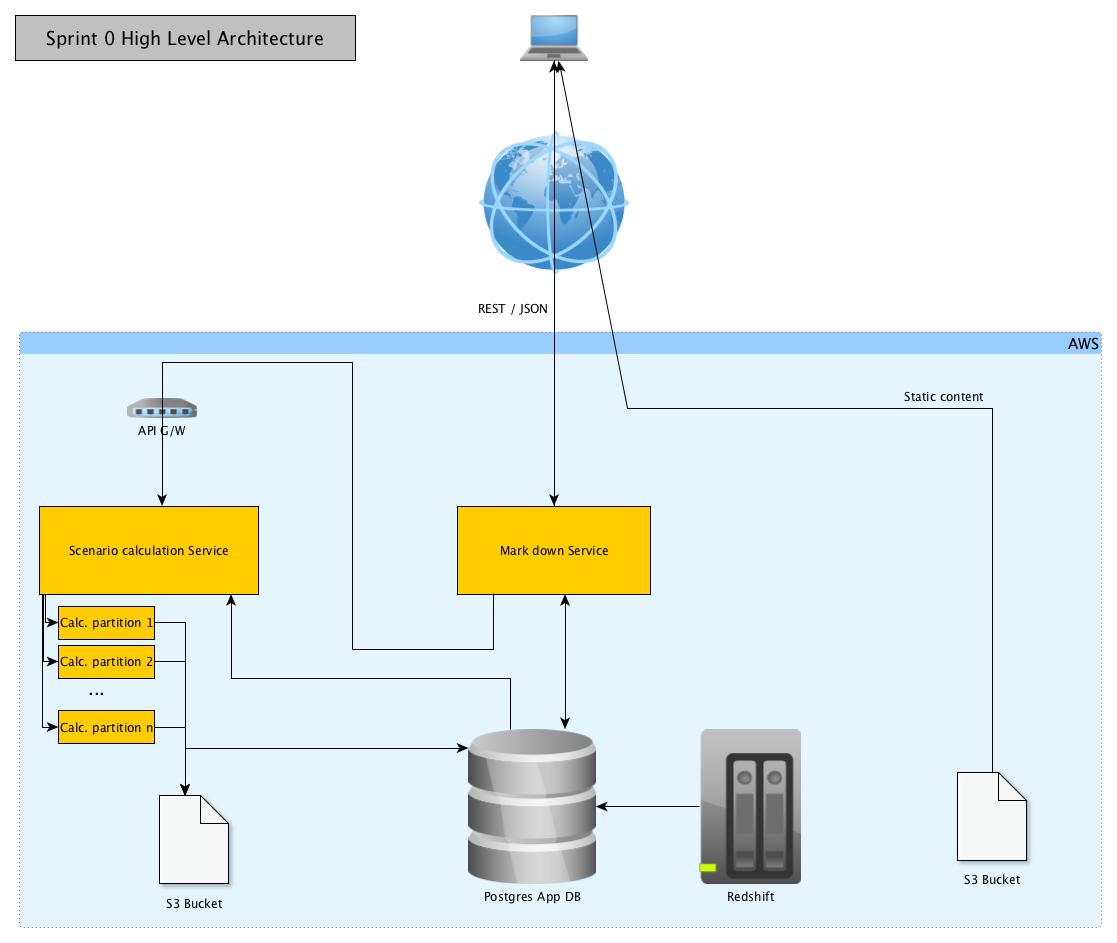 Sprint 0 High Level Architecture
REST / JSON
AWS
Static content
API G/W
Scenario calculation Service
Mark down Service
Calc. partition 1
Calc. partition 2
...
Calc. partition n
S3 Bucket
Postgres App DB
Redshift
S3 Bucket